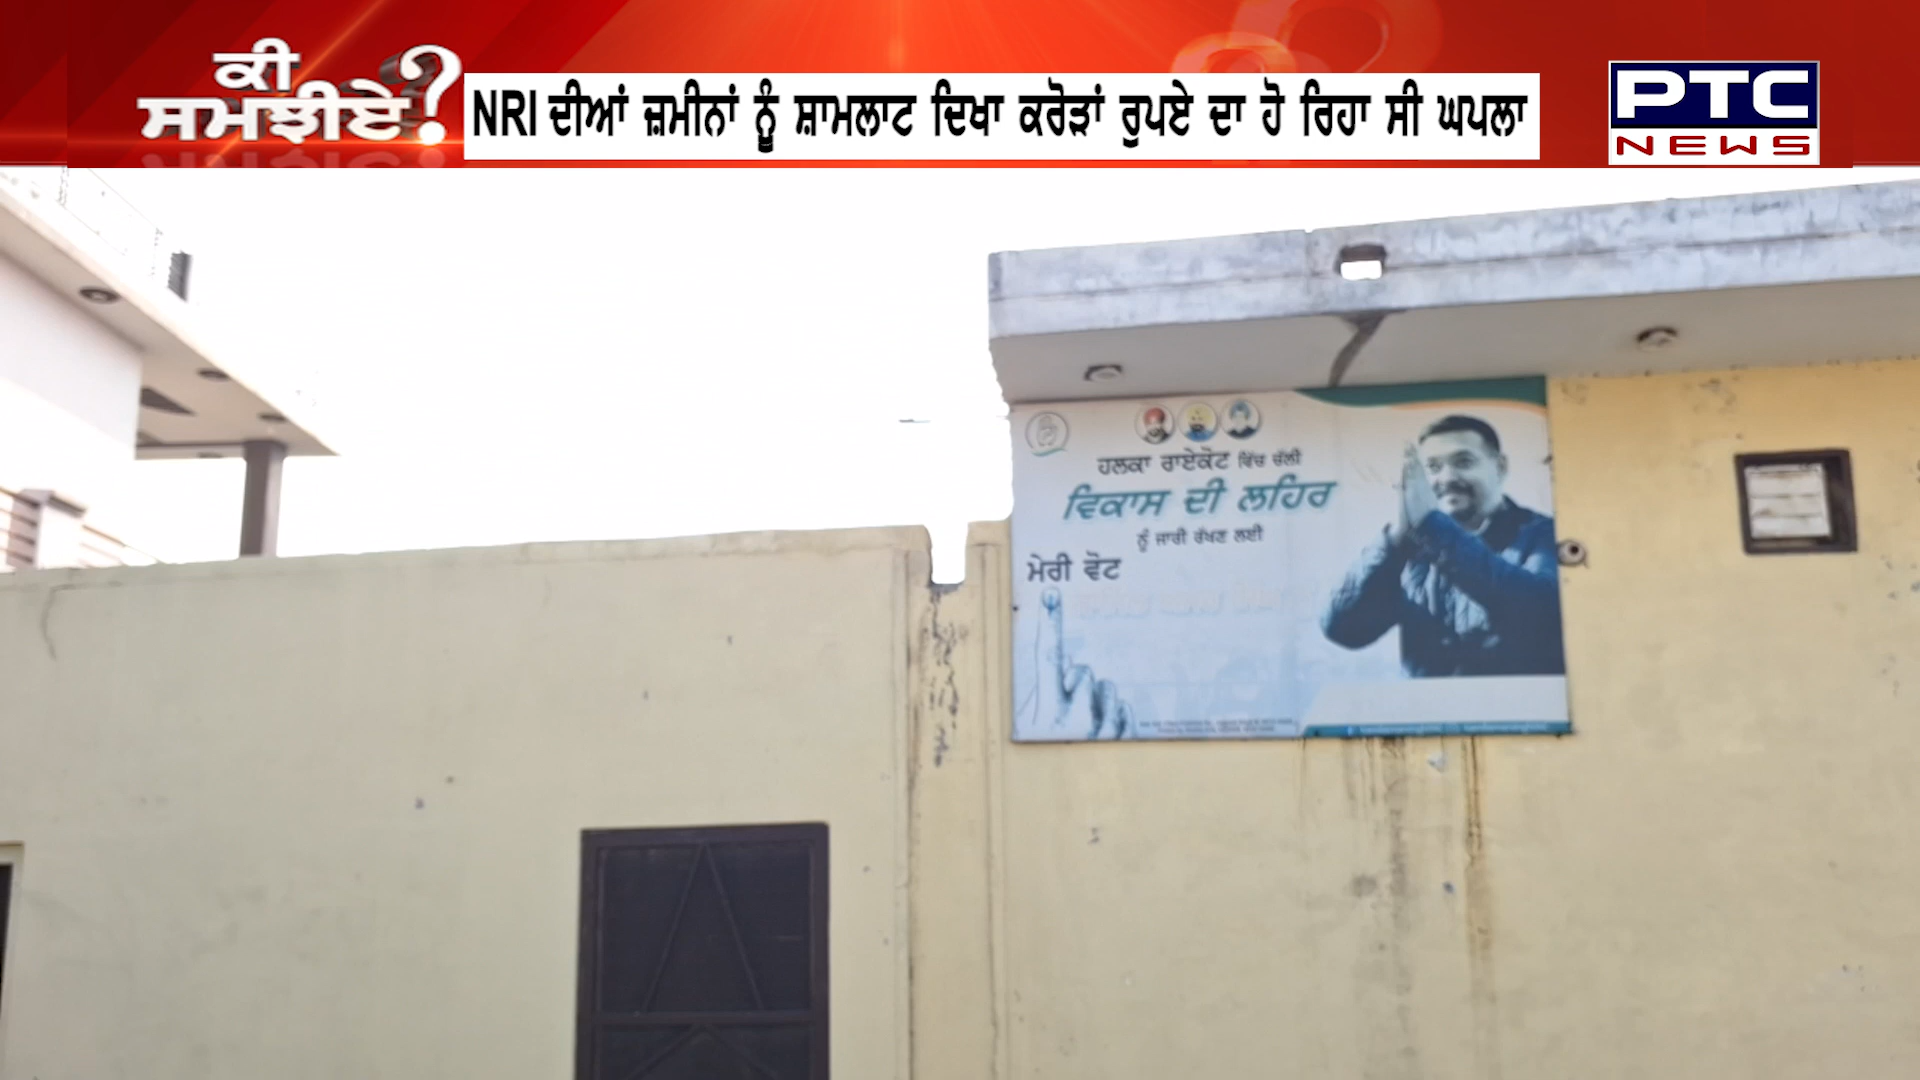 ਕੀ
ਸਮਝੀਏ?
NRI ਦੀਆਂ ਜ਼ਮੀਨਾਂ ਨੂੰ ਸ਼ਾਮਲਾਟ ਦਿਖਾ ਕਰੋੜਾਂ ਰੁਪਏ ਦਾ ਹੋ ਰਿਹਾ ਸੀ ਘਪਲਾ
PTC
NEWS
ਹਲਕਾ ਰਾਏਕੋਟ ਵਿੱਚ ਚੱਲੀ
ਵਿਕਾਸ ਦੀ ਲਹਿਰ
ਨੂੰ ਜਾਰੀ ਰੱਖਣ ਲਈ
ਮੇਰੀ ਵੋਟ